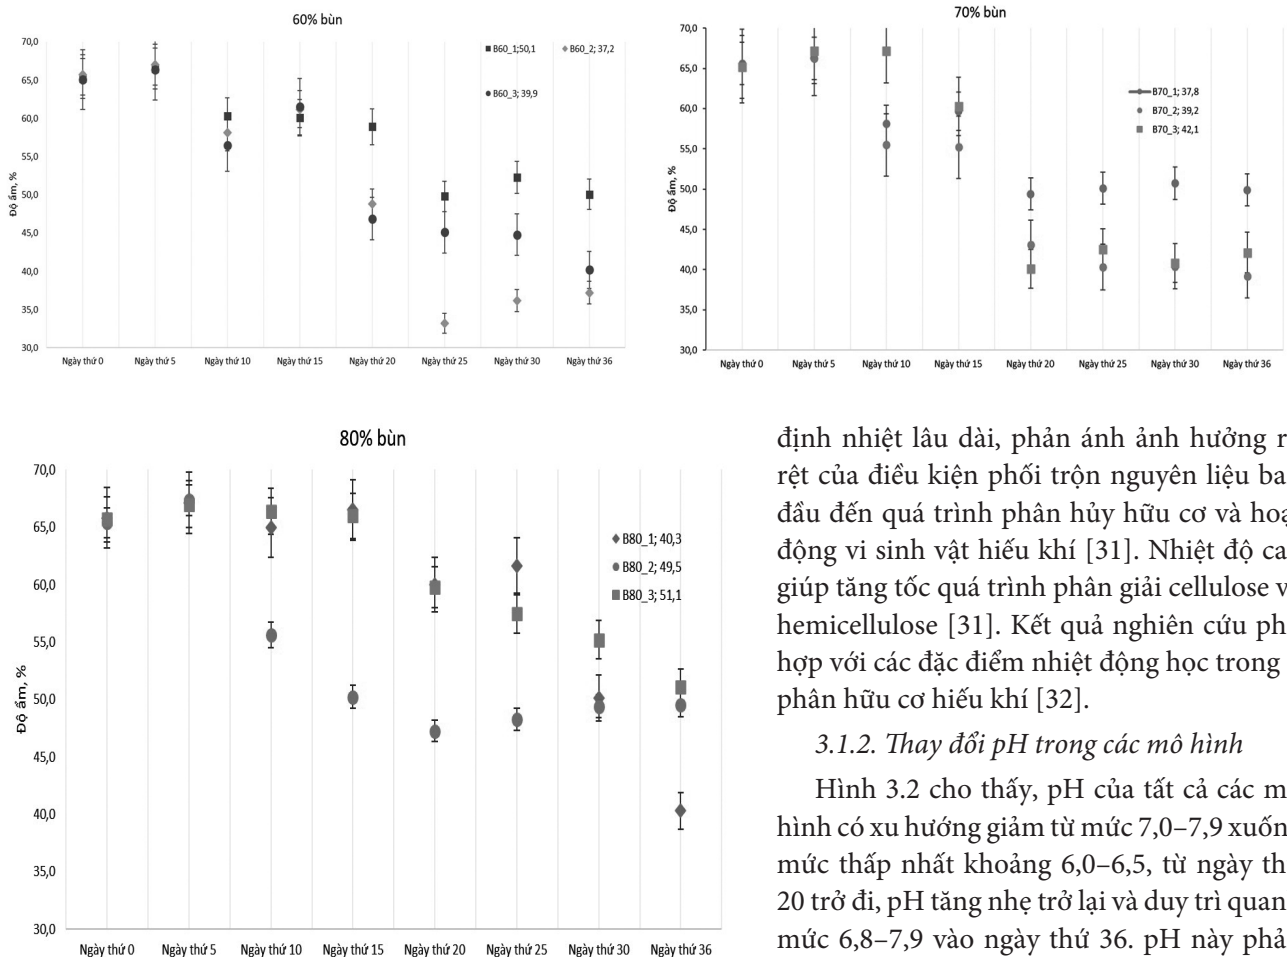 60% bùn
70,0
65,0
60,0
55,0
50,0
45,0
40,0
35,0
30,0
Độ ẩm, %
B60_1;50,1
B60_2; 37,2
B60_3; 39,9
Ngày thứ 0
Ngày thứ 5
Ngày thứ 10
Ngày thứ 15
Ngày thứ 20
Ngày thứ 25
Ngày thứ 30
Ngày thứ 36
70% bùn
70,0
65,0
60,0
55,0
50,0
45,0
40,0
35,0
30,0
Độ ẩm, %
B70_1; 37,8
B70_2; 39,2
B70_3; 42,1
Ngày thứ 0
Ngày thứ 5
Ngày thứ 10
Ngày thứ 15
Ngày thứ 20
Ngày thứ 25
Ngày thứ 30
Ngày thứ 36
80% bùn
70,0
65,0
60,0
55,0
50,0
45,0
40,0
35,0
30,0
Độ ẩm, %
B80_1; 40,3
B80_2; 49,5
B80_3; 51,1
Ngày thứ 0
Ngày thứ 5
Ngày thứ 10
Ngày thứ 15
Ngày thứ 20
Ngày thứ 25
Ngày thứ 30
Ngày thứ 36
định nhiệt lâu dài, phản ánh ảnh hưởng
rệt của điều kiện phối trộn nguyên liệu ba
đầu đến quá trình phân hủy hữu cơ và
động vi sinh vật hiếu khí [31]. Nhiệt độ
giúp tăng tốc quá trình phân giải cellulose
hemicellulose [31]. Kết quả nghiên cứu
hợp với các đặc điểm nhiệt động học trong
phân hữu cơ hiếu khí [32].
3.1.2. Thay đổi pH trong các mô hình
Hình 3.2 cho thấy, pH của tất cả các
hình có xu hướng giảm từ mức 7,0–7,9
mức thấp nhất khoảng 6,0–6,5, từ ngày
20 trở đi, pH tăng nhẹ trở lại và duy trì
mức 6,8–7,9 vào ngày thứ 36. pH này